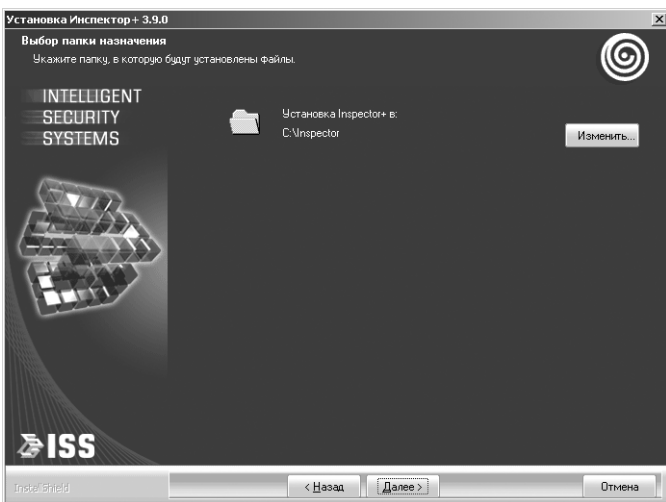 Установка Инспектор+ 3.9.0
Выбор папки назначения
Укажите папку, в которую будут установлены файлы.
INTELLIGENT
SECURITY
SYSTEMS
Установка Inspector+ в:
C:\Inspector
Изменить...
ISS
InstallShield
< Назад
Далее >
Отмена